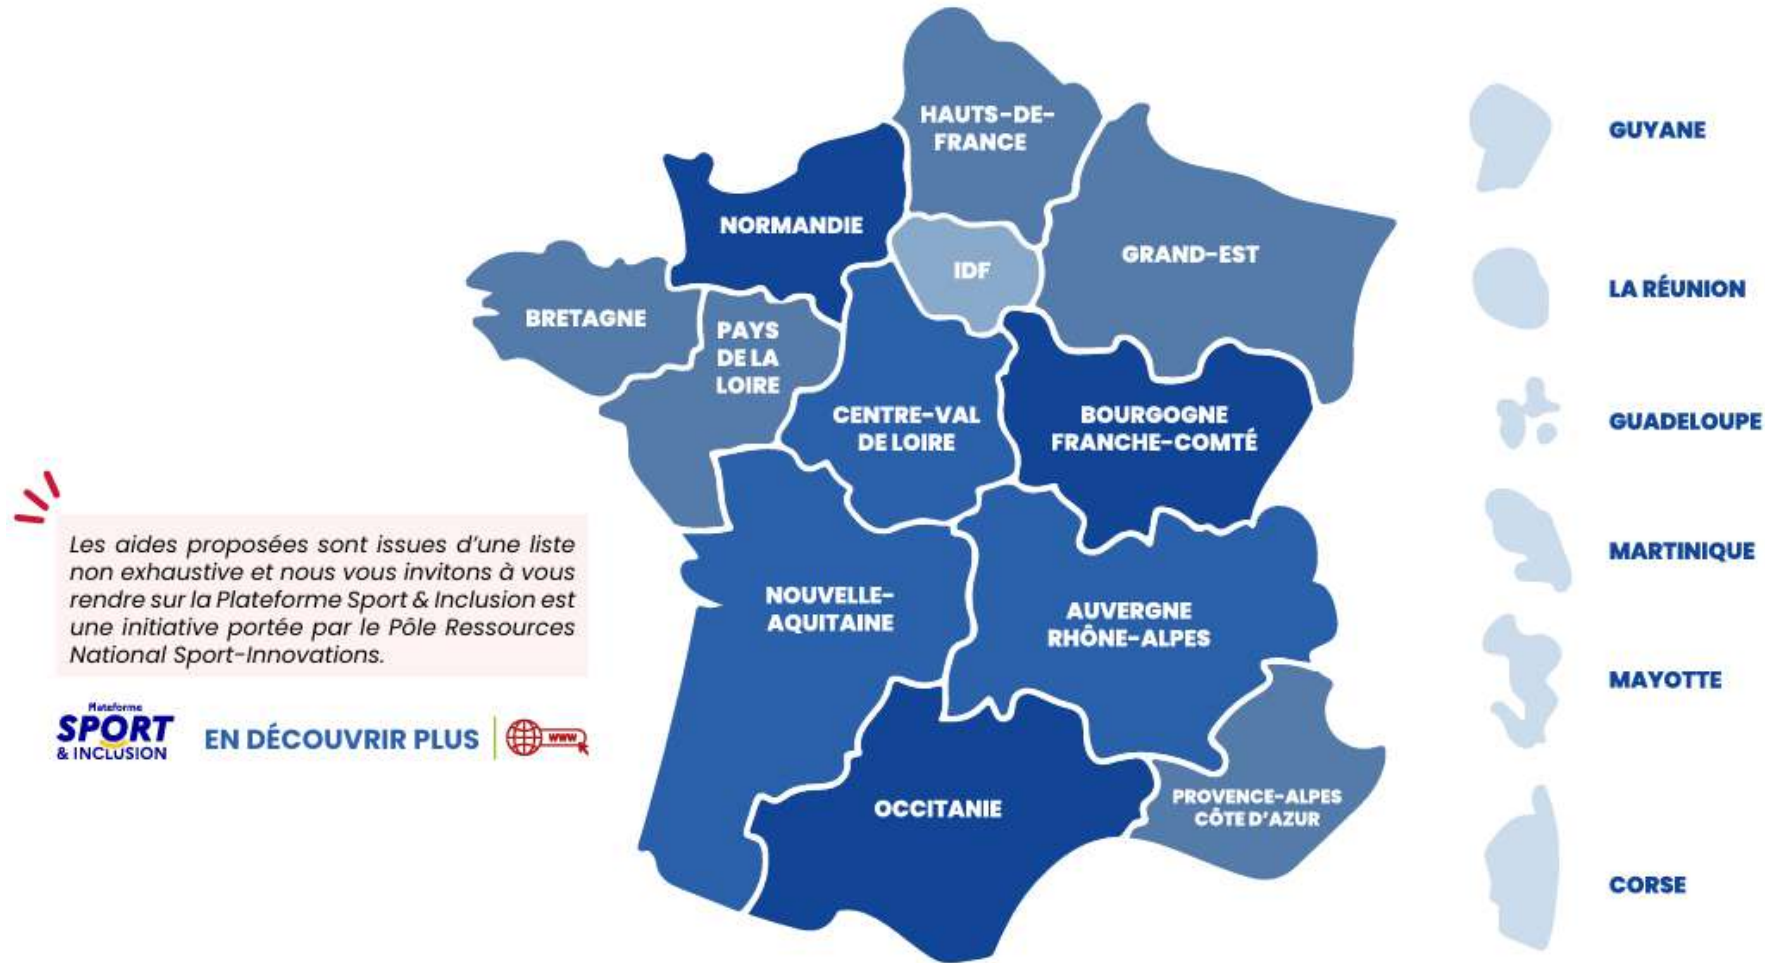 HAUTS-DE-
FRANCE
NORMANDIE
IDF
GRAND-EST
BRETAGNE
PAYS
DE LA
LOIRE
CENTRE-VAL
DE LOIRE
BOURGOGNE
FRANCHE-COMTÉ
NOUVELLE-
AQUITAINE
AUVERGNE
RHÔNE-ALPES
OCCITANIE
PROVENCE-ALPES
CÔTE D'AZUR
GUYANE
LA RÉUNION
GUADELOUPE
MARTINIQUE
MAYOTTE
CORSE
Les aides proposées sont issues d'une liste
non exhaustive et nous vous invitons à vous
rendre sur la Plateforme Sport & Inclusion est
une initiative portée par le Pôle Ressources
National Sport-Innovations.
Plateforme
SPORT
& INCLUSION
EN DÉCOUVRIR PLUS
www